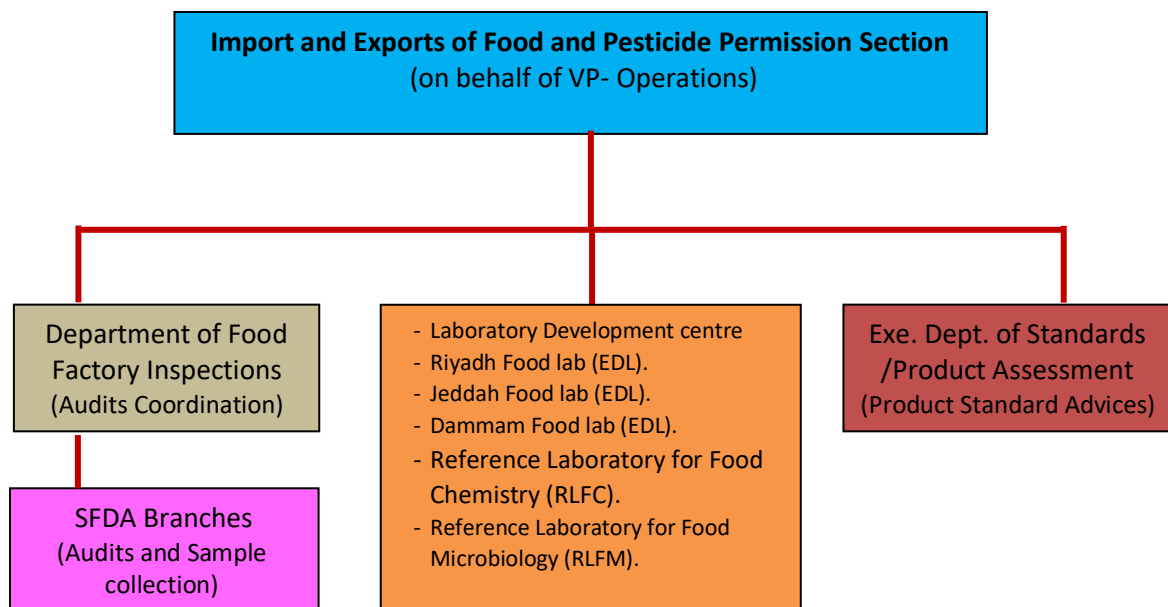 Import and Exports of Food and Pesticide Permission Section
(on behalf of VP- Operations)
Department of Food
Factory Inspections
(Audits Coordination)
SFDA Branches
(Audits and Sample
collection)
- Laboratory Development centre
- Riyadh Food lab (EDL).
- Jeddah Food lab (EDL).
- Dammam Food lab (EDL).
- Reference Laboratory for Food
Chemistry (RLFC).
- Reference Laboratory for Food
Microbiology (RLFM).
Exe. Dept. of Standards
/Product Assessment
(Product Standard Advices)